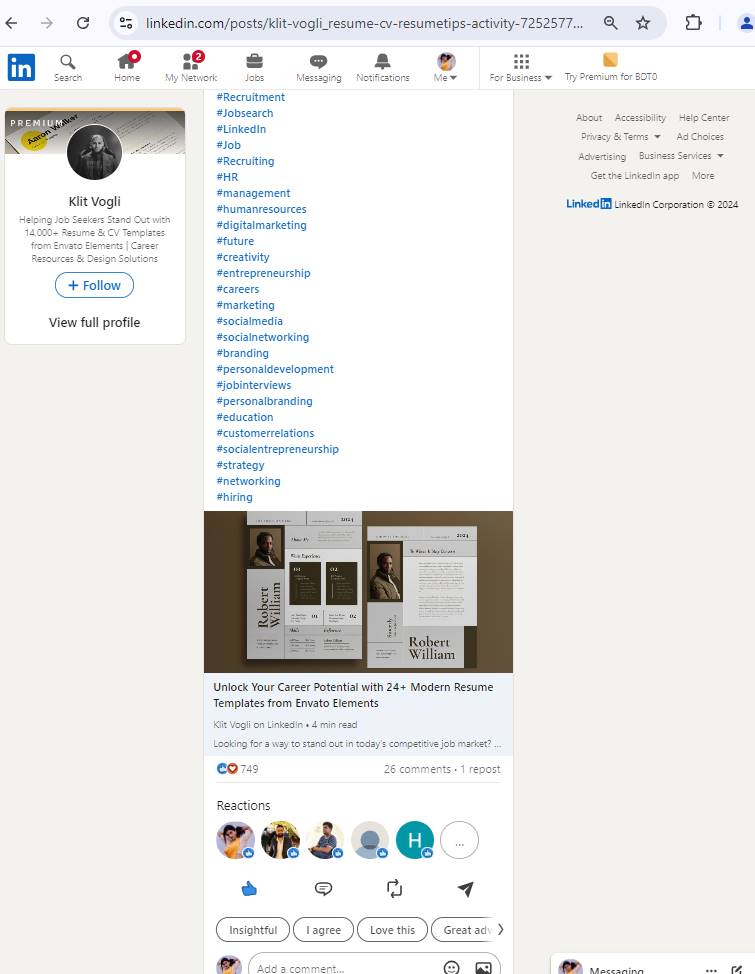 linkedin.com/posts/klit-vogli_resume-cv-resumetips-activity-7252577...
in
Search
Home
2
My Network
Jobs
Messaging
Notifications
Me
For Business
Try Premium for BDT0
PREMIUM
Aaron Walker
Klit Vogli
Helping Job Seekers Stand Out with
14,000+ Resume & CV Templates
from Envato Elements | Career
Resources & Design Solutions
+ Follow
View full profile
#Recruitment
#Jobsearch
#LinkedIn
#Job
#Recruiting
#HR
#management
#humanresources
#digitalmarketing
#future
#creativity
#entrepreneurship
#careers
#marketing
#socialmedia
#socialnetworking
#branding
#personaldevelopment
#jobinterviews
#personalbranding
#education
#customerrelations
#socialentrepreneurship
#strategy
#networking
#hiring
2024
About Me
Work Experience
01
02
Robert
William
01
02
Skills
Reference
2024
To Whom It May Concern
Sincerely
Robert
William
Unlock Your Career Potential with 24+ Modern Resume
Templates from Envato Elements
Klit Vogli on LinkedIn • 4 min read
Looking for a way to stand out in today's competitive job market? ...
749
26 comments • 1 repost
Reactions
H
...
Insightful
I agree
Love this
Great adv
Add a comment...
About Accessibility Help Center
Privacy & Terms Ad Choices
Advertising Business Services
Get the LinkedIn app More
LinkedIn LinkedIn Corporation © 2024
Messaging